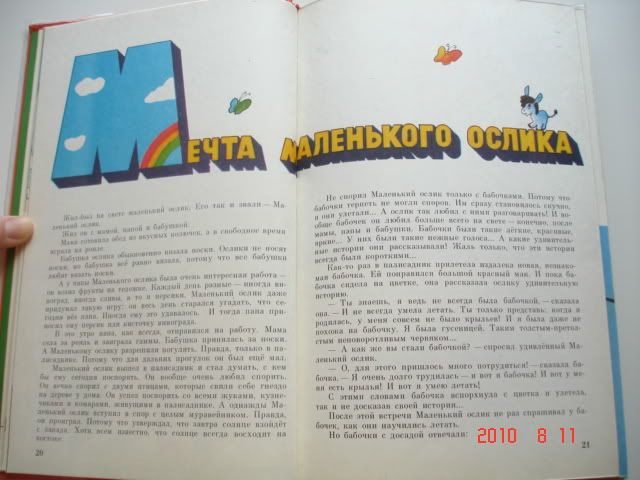 МЕЧТА МАЛЕНЬКОГО ОСЛИКА
Жил-был на свете маленький ослик. Его так и звали — Ма-
ленький ослик.
Жил он с мамой, папой и бабушкой.
Мама готовила обед из вкусных колючек, а в свободное время
играла на рояле.
Бабушка ослика обыкновенно вязала носки. Ослики не носят
носки, но бабушка всё равно вязала, потому что все бабушки
любят вязать носки.
А у папы Маленького ослика была очень интересная работа —
он возил фрукты на тележке. Каждый день разные — иногда ви-
ноград, иногда сливы, а то и персики. Маленький ослик даже
придумал такую игру: он весь день старался угадать, что се-
годня вёз папа. Иногда ему это удавалось. И тогда папа при-
носил ему персик или кисточку винограда.
В это утро папа, как всегда, отправился на работу. Мама
села за рояль и заиграла гаммы. Бабушка принялась за носки.
А Маленькому ослику разрешили погулять. Правда, только в па-
лисаднике. Потому что для дальних прогулок он был ещё мал.
Маленький ослик вышел в палисадник и стал думать, с кем
бы ему сегодня поспорить. Он вообще очень любил спорить.
Он вечно спорил с двумя птицами, которые свили себе гнездо
на дереве у дома. Он успел поспорить со всеми жуками, кузне-
чиками и комарами, живущими в палисаднике. А однажды Ма-
ленький ослик вступил в спор с целым муравейником. Правда,
он проиграл. Потому что утверждал, что завтра солнце взойдёт
с запада. Хотя всем известно, что солнце всегда восходит на
востоке.
20
Не спорил Маленький ослик только с бабочками. Потому что
бабочки терпеть не могли споров. Им сразу становилось скучно,
и они улетали... А ослик так любил с ними разговаривать! И во-
обще бабочек он любил больше всего на свете — конечно, после
мамы, папы и бабушки. Бабочки были такие лёгкие, красивые,
яркие... У них были такие нежные голоса... А какие удивитель-
ные истории они рассказывали! Жаль только, что эти истории
всегда были короткими...
Как-то раз в палисадник прилетела издалека новая, незнако-
мая бабочка. Ей понравился большой красный мак. И пока ба-
бочка сидела на цветке, она рассказала ослику удивительную
историю.
— Ты знаешь, я ведь не всегда была бабочкой, — сказала
она. — И не всегда умела летать. Ты только представь: когда я
родилась, у меня совсем не было крыльев! И я была даже не
похожа на бабочку. Я была гусеницей. Таким толстым-претол-
стым неповоротливым червяком...
— А как же вы стали бабочкой? — спросил удивлённый Ма-
ленький ослик.
— О, для этого пришлось много потрудиться! — сказала ба-
бочка. — Я очень долго трудилась — и вот я бабочка! И вот у ме-
ня есть крылья! И вот я умею летать!
С этими словами бабочка вспорхнула с цветка и улетела,
так и не досказав своей истории...
После этой встречи Маленький ослик не раз спрашивал у ба-
бочек, как они научились летать.
Но бабочки с досадой отвечали:
21
2010 8 11